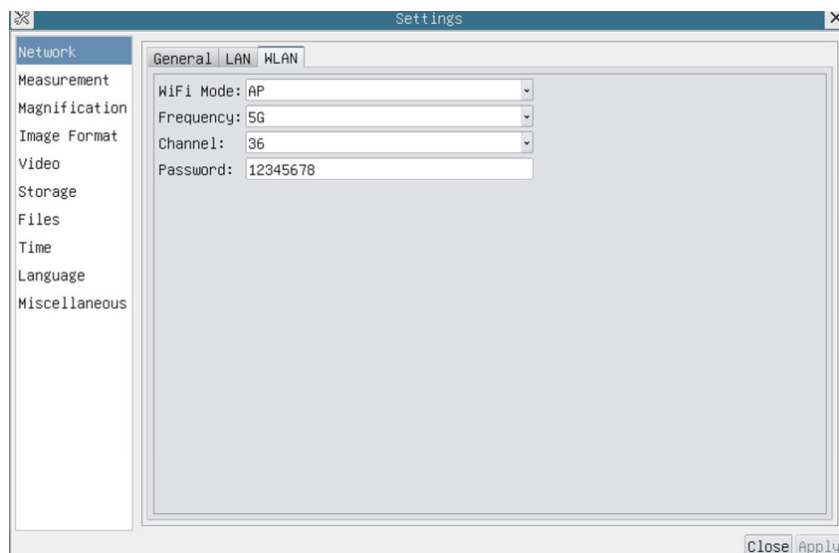 Settings
Network
Measurement
Magnification
Image Format
Video
Storage
Files
Time
Language
Miscellaneous
General LAN WLAN
WiFi Mode: AP
Frequency: 5G
Channel: 36
Password: 12345678
Close Apply